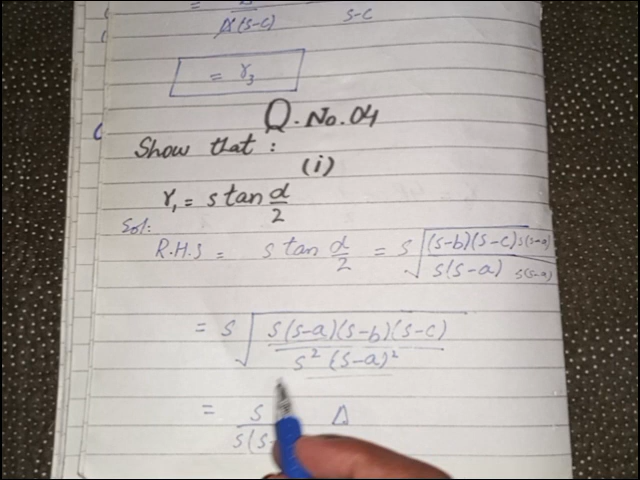 = Δ / Δ(s-c) s-c
= r₃
Q. No. 04
Show that :
(i)
r₁ = s tan α/2
Sol:
R.H.S = s tan α/2 = s √((s-b)(s-c) s(s-a) / s(s-a) s(s-a))
= s √(s(s-a)(s-b)(s-c) / s² (s-a)²)
= s / s(s- Δ